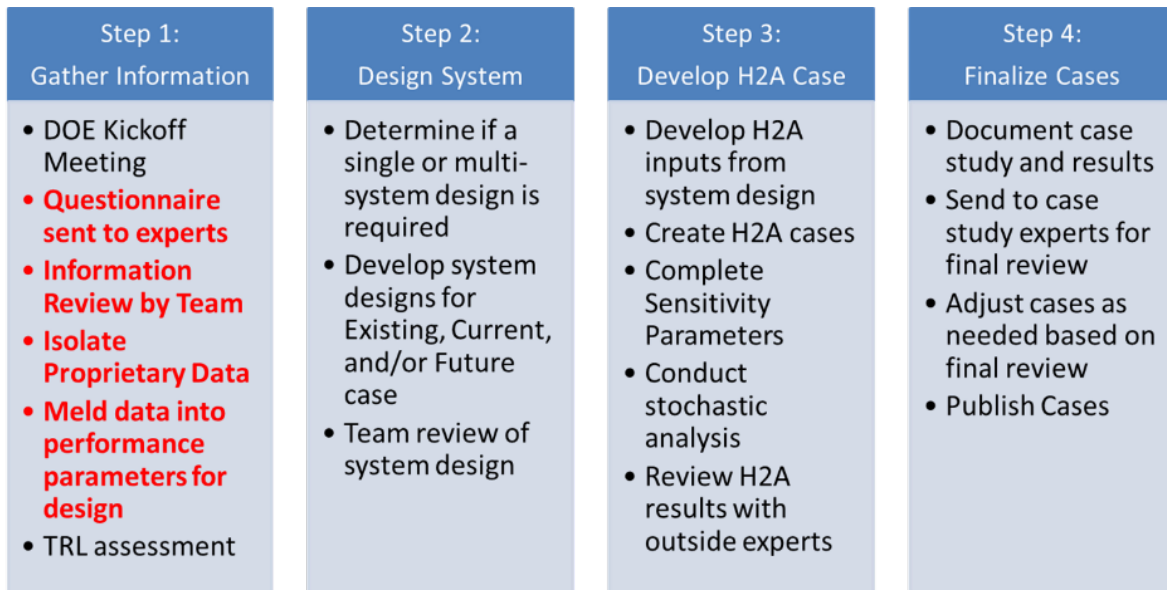 Step 1:
Gather Information
• DOE Kickoff
Meeting
• Questionnaire
sent to experts
• Information
Review by Team
• Isolate
Proprietary Data
• Meld data into
performance
parameters for
design
• TRL assessment
Step 2:
Design System
• Determine if a
single or multi-
system design is
required
• Develop system
designs for
Existing, Current,
and/or Future
case
• Team review of
system design
Step 3:
Develop H2A Case
• Develop H2A
inputs from
system design
• Create H2A cases
• Complete
Sensitivity
Parameters
• Conduct
stochastic
analysis
• Review H2A
results with
outside experts
Step 4:
Finalize Cases
• Document case
study and results
• Send to case
study experts for
final review
• Adjust cases as
needed based on
final review
• Publish Cases